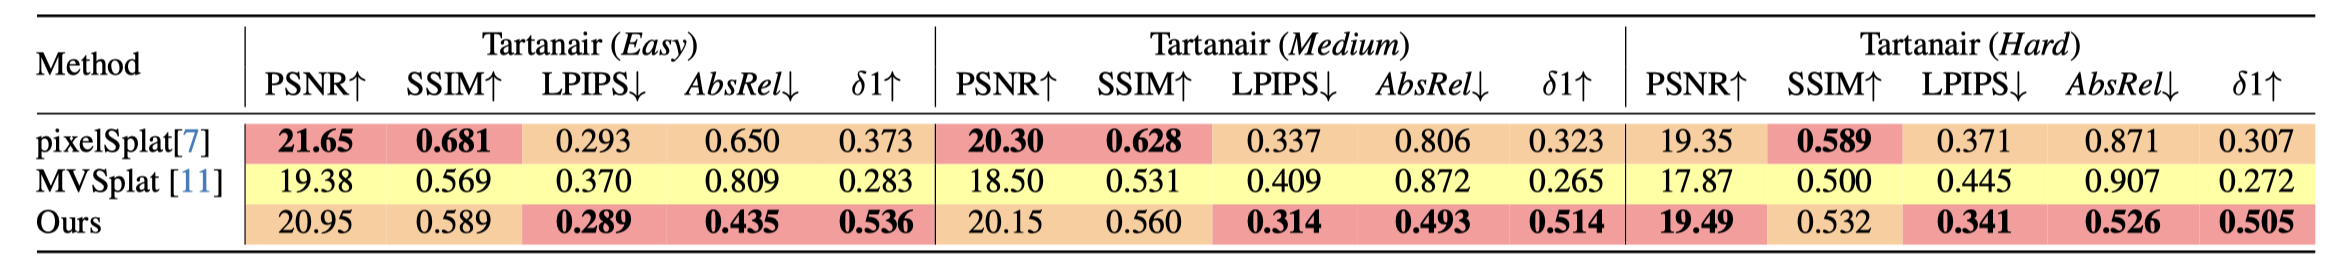 Method Tartanair (Easy) Tartanair (Medium) Tartanair (Hard)
PSNR↑ SSIM↑ LPIPS↓ AbsRel↓ δ1↑ PSNR↑ SSIM↑ LPIPS↓ AbsRel↓ δ1↑ PSNR↑ SSIM↑ LPIPS↓ AbsRel↓ δ1↑
pixelSplat[7] 21.65 0.681 0.293 0.650 0.373 20.30 0.628 0.337 0.806 0.323 19.35 0.589 0.371 0.871 0.307
MVSplat [11] 19.38 0.569 0.370 0.809 0.283 18.50 0.531 0.409 0.872 0.265 17.87 0.500 0.445 0.907 0.272
Ours 20.95 0.589 0.289 0.435 0.536 20.15 0.560 0.314 0.493 0.514 19.49 0.532 0.341 0.526 0.505